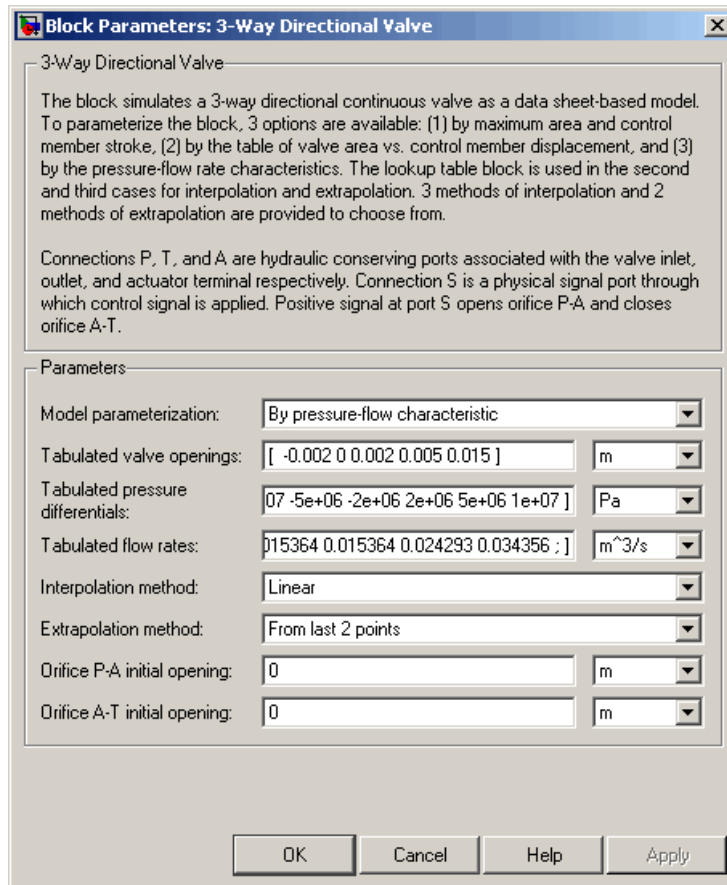 Block Parameters: 3-Way Directional Valve
3-Way Directional Valve
The block simulates a 3-way directional continuous valve as a data sheet-based model.
To parameterize the block, 3 options are available: (1) by maximum area and control
member stroke, (2) by the table of valve area vs. control member displacement, and (3)
by the pressure-flow rate characteristics. The lookup table block is used in the second
and third cases for interpolation and extrapolation. 3 methods of interpolation and 2
methods of extrapolation are provided to choose from.
Connections P, T, and A are hydraulic conserving ports associated with the valve inlet,
outlet, and actuator terminal respectively. Connection S is a physical signal port through
which control signal is applied. Positive signal at port S opens orifice P-A and closes
orifice A-T.
Parameters
Model parameterization: By pressure-flow characteristic
Tabulated valve openings: [ -0.002 0 0.002 0.005 0.015 ] m
Tabulated pressure
differentials: 07 -5e+06 -2e+06 2e+06 5e+06 1e+07 ] Pa
Tabulated flow rates: 015364 0.015364 0.024293 0.034356 ; ] m^3/s
Interpolation method: Linear
Extrapolation method: From last 2 points
Orifice P-A initial opening: 0 m
Orifice A-T initial opening: 0 m
OK Cancel Help Apply